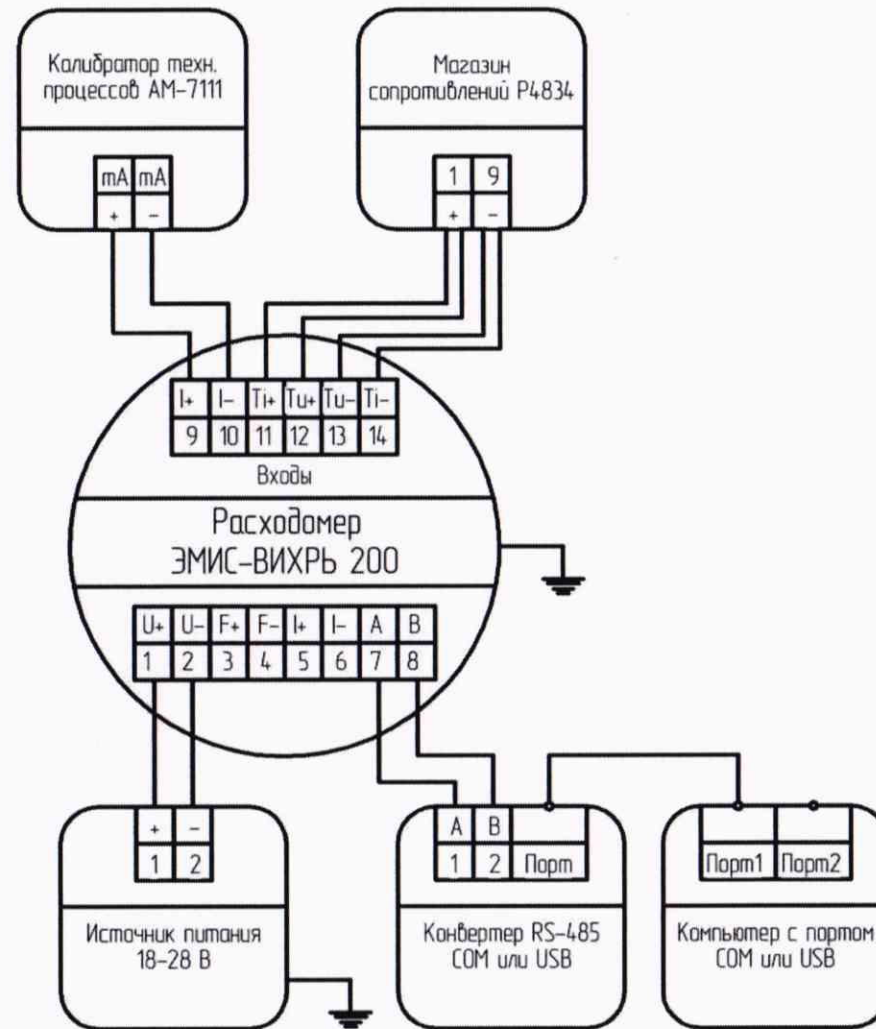 Калибратор техн.
процессов АМ-7111
mA mA
+ -
Магазин
сопротивлений Р4834
1 9
+ -
I+ I- Ti+ Tu+ Tu- Ti-
9 10 11 12 13 14
Входы
Расходомер
ЭМИС-ВИХРЬ 200
U+ U- F+ F- I+ I- A B
1 2 3 4 5 6 7 8
+ -
1 2
Источник питания
18-28 В
A B
1 2 Порт
Конвертер RS-485
COM или USB
Порт1 Порт2
Компьютер с портом
COM или USB